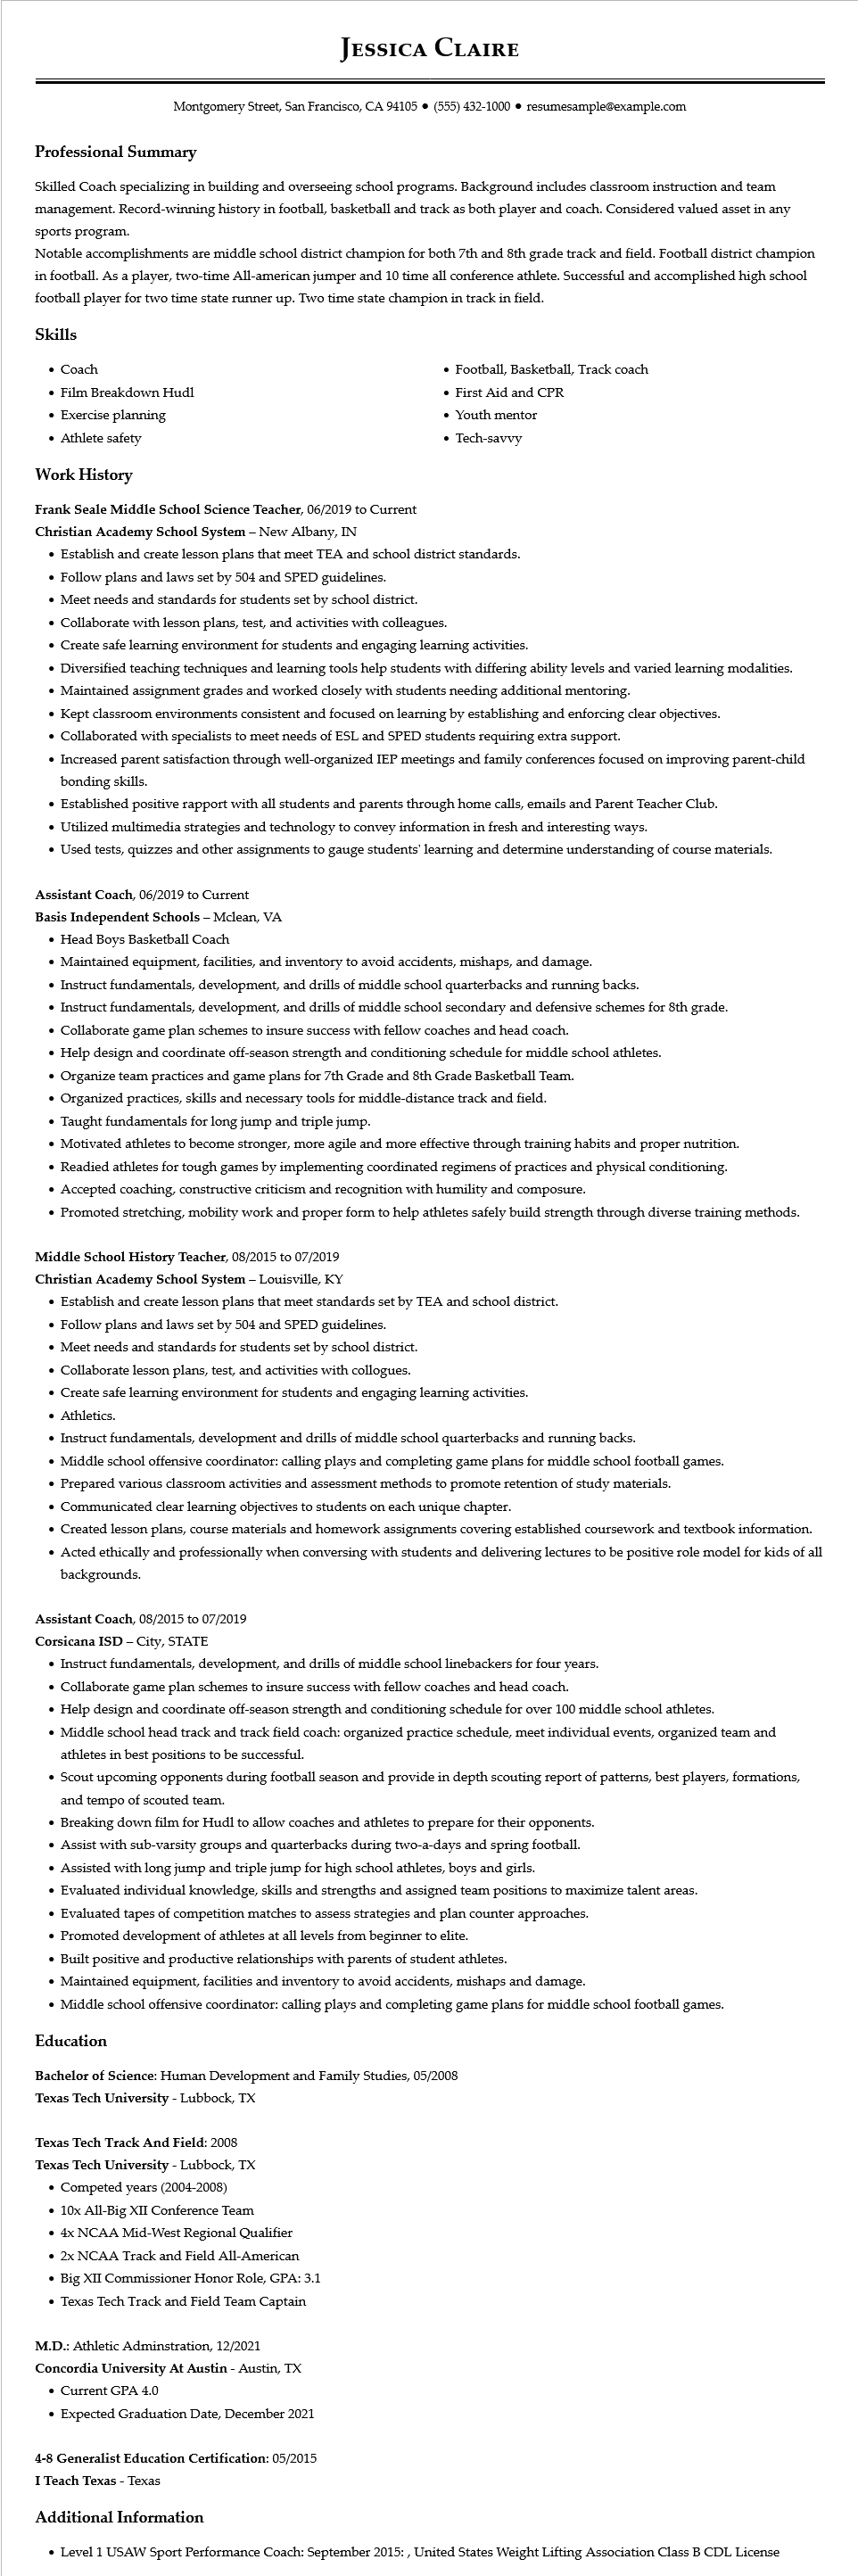 Jessica Claire
Montgomery Street, San Francisco, CA 94105 ● (555) 432-1000 ● resumesample@example.com
Professional Summary
Skilled Coach specializing in building and overseeing school programs. Background includes classroom instruction and team
management. Record-winning history in football, basketball and track as both player and coach. Considered valued asset in any
sports program.
Notable accomplishments are middle school district champion for both 7th and 8th grade track and field. Football district champion
in football. As a player, two-time All-american jumper and 10 time all conference athlete. Successful and accomplished high school
football player for two time state runner up. Two time state champion in track in field.
Skills
• Coach
• Film Breakdown Hudl
• Exercise planning
• Athlete safety
• Football, Basketball, Track coach
• First Aid and CPR
• Youth mentor
• Tech-savvy
Work History
Frank Seale Middle School Science Teacher, 06/2019 to Current
Christian Academy School System – New Albany, IN
• Establish and create lesson plans that meet TEA and school district standards.
• Follow plans and laws set by 504 and SPED guidelines.
• Meet needs and standards for students set by school district.
• Collaborate with lesson plans, test, and activities with colleagues.
• Create safe learning environment for students and engaging learning activities.
• Diversified teaching techniques and learning tools help students with differing ability levels and varied learning modalities.
• Maintained assignment grades and worked closely with students needing additional mentoring.
• Kept classroom environments consistent and focused on learning by establishing and enforcing clear objectives.
• Collaborated with specialists to meet needs of ESL and SPED students requiring extra support.
• Increased parent satisfaction through well-organized IEP meetings and family conferences focused on improving parent-child
bonding skills.
• Established positive rapport with all students and parents through home calls, emails and Parent Teacher Club.
• Utilized multimedia strategies and technology to convey information in fresh and interesting ways.
• Used tests, quizzes and other assignments to gauge students' learning and determine understanding of course materials.
Assistant Coach, 06/2019 to Current
Basis Independent Schools – Mclean, VA
• Head Boys Basketball Coach
• Maintained equipment, facilities, and inventory to avoid accidents, mishaps, and damage.
• Instruct fundamentals, development, and drills of middle school quarterbacks and running backs.
• Instruct fundamentals, development, and drills of middle school secondary and defensive schemes for 8th grade.
• Collaborate game plan schemes to insure success with fellow coaches and head coach.
• Help design and coordinate off-season strength and conditioning schedule for middle school athletes.
• Organize team practices and game plans for 7th Grade and 8th Grade Basketball Team.
• Organized practices, skills and necessary tools for middle-distance track and field.
• Taught fundamentals for long jump and triple jump.
• Motivated athletes to become stronger, more agile and more effective through training habits and proper nutrition.
• Readied athletes for tough games by implementing coordinated regimens of practices and physical conditioning.
• Accepted coaching, constructive criticism and recognition with humility and composure.
• Promoted stretching, mobility work and proper form to help athletes safely build strength through diverse training methods.
Middle School History Teacher, 08/2015 to 07/2019
Christian Academy School System – Louisville, KY
• Establish and create lesson plans that meet standards set by TEA and school district.
• Follow plans and laws set by 504 and SPED guidelines.
• Meet needs and standards for students set by school district.
• Collaborate lesson plans, test, and activities with collogues.
• Create safe learning environment for students and engaging learning activities.
• Athletics.
• Instruct fundamentals, development and drills of middle school quarterbacks and running backs.
• Middle school offensive coordinator: calling plays and completing game plans for middle school football games.
• Prepared various classroom activities and assessment methods to promote retention of study materials.
• Communicated clear learning objectives to students on each unique chapter.
• Created lesson plans, course materials and homework assignments covering established coursework and textbook information.
• Acted ethically and professionally when conversing with students and delivering lectures to be positive role model for kids of all
backgrounds.
Assistant Coach, 08/2015 to 07/2019
Corsicana ISD – City, STATE
• Instruct fundamentals, development, and drills of middle school linebackers for four years.
• Collaborate game plan schemes to insure success with fellow coaches and head coach.
• Help design and coordinate off-season strength and conditioning schedule for over 100 middle school athletes.
• Middle school head track and track field coach: organized practice schedule, meet individual events, organized team and
athletes in best positions to be successful.
• Scout upcoming opponents during football season and provide in depth scouting report of patterns, best players, formations,
and tempo of scouted team.
• Breaking down film for Hudl to allow coaches and athletes to prepare for their opponents.
• Assist with sub-varsity groups and quarterbacks during two-a-days and spring football.
• Assisted with long jump and triple jump for high school athletes, boys and girls.
• Evaluated individual knowledge, skills and strengths and assigned team positions to maximize talent areas.
• Evaluated tapes of competition matches to assess strategies and plan counter approaches.
• Promoted development of athletes at all levels from beginner to elite.
• Built positive and productive relationships with parents of student athletes.
• Maintained equipment, facilities and inventory to avoid accidents, mishaps and damage.
• Middle school offensive coordinator: calling plays and completing game plans for middle school football games.
Education
Bachelor of Science: Human Development and Family Studies, 05/2008
Texas Tech University - Lubbock, TX
Texas Tech Track And Field: 2008
Texas Tech University - Lubbock, TX
• Competed years (2004-2008)
• 10x All-Big XII Conference Team
• 4x NCAA Mid-West Regional Qualifier
• 2x NCAA Track and Field All-American
• Big XII Commissioner Honor Role, GPA: 3.1
• Texas Tech Track and Field Team Captain
M.D.: Athletic Adminstration, 12/2021
Concordia University At Austin - Austin, TX
• Current GPA 4.0
• Expected Graduation Date, December 2021
4-8 Generalist Education Certification: 05/2015
I Teach Texas - Texas
Additional Information
• Level 1 USAW Sport Performance Coach: September 2015: , United States Weight Lifting Association Class B CDL License